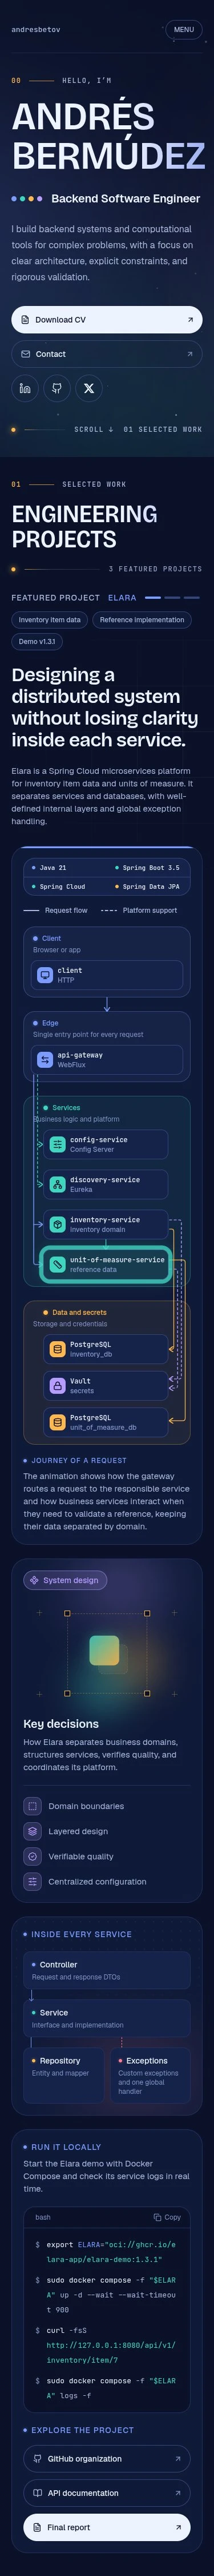 andresbetov
MENU
00 HELLO, I'M
ANDRÉS
BERMÚDEZ
Backend Software Engineer
I build backend systems and computational
tools for complex problems, with a focus on
clear architecture, explicit constraints, and
rigorous validation.
Download CV
Contact
SCROLL ↓ 01 SELECTED WORK
01 SELECTED WORK
ENGINEERING
PROJECTS
3 FEATURED PROJECTS
FEATURED PROJECT ELARA
Inventory item data
Reference implementation
Demo v1.3.1
Designing a
distributed system
without losing clarity
inside each service.
Elara is a Spring Cloud microservices platform
for inventory item data and units of measure. It
separates services and databases, with well-
defined internal layers and global exception
handling.
Java 21
Spring Boot 3.5
Spring Cloud
Spring Data JPA
Request flow
Platform support
Client
Browser or app
client
HTTP
Edge
Single entry point for every request
api-gateway
WebFlux
Services
Business logic and platform
config-service
Config Server
discovery-service
Eureka
inventory-service
Inventory domain
unit-of-measure-service
reference data
Data and secrets
Storage and credentials
PostgreSQL
inventory_db
Vault
secrets
PostgreSQL
unit_of_measure_db
JOURNEY OF A REQUEST
The animation shows how the gateway
routes a request to the responsible service
and how business services interact when
they need to validate a reference, keeping
their data separated by domain.
System design
Key decisions
How Elara separates business domains,
structures services, verifies quality, and
coordinates its platform.
Domain boundaries
Layered design
Verifiable quality
Centralized configuration
INSIDE EVERY SERVICE
Controller
Request and response DTOs
Service
Interface and implementation
Repository
Entity and mapper
Exceptions
Custom exceptions
and one global
handler
RUN IT LOCALLY
Start the Elara demo with Docker
Compose and check its service logs in real
time.
bash
Copy
$ export ELARA="oci://ghcr.io/e
lara-app/elara-demo:1.3.1"
$ sudo docker compose -f "$ELAR
A" up -d --wait --wait-timeou
t 900
$ curl -fsS
http://127.0.0.1:8080/api/v1/
inventory/item/7
$ sudo docker compose -f "$ELAR
A" logs -f
EXPLORE THE PROJECT
GitHub organization
API documentation
Final report